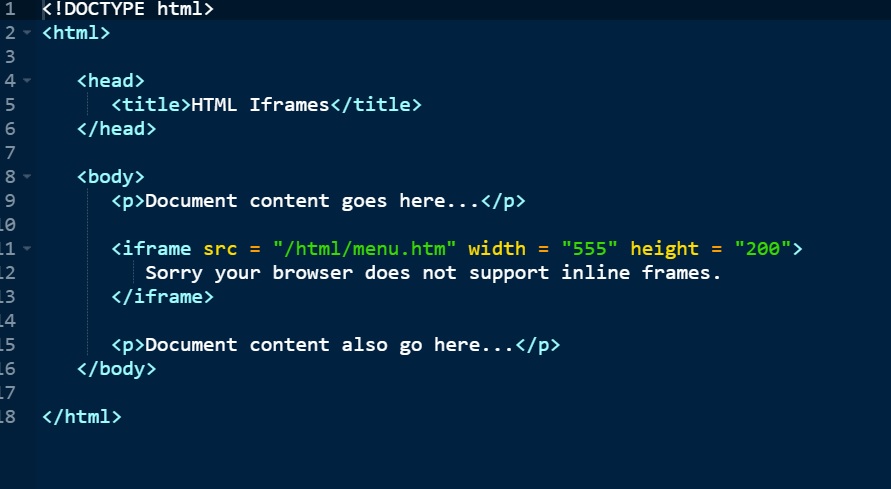 1 <!DOCTYPE html>
2 <html>
3
4 <head>
5 <title>HTML Iframes</title>
6 </head>
7
8 <body>
9 <p>Document content goes here...</p>
10
11 <iframe src = "/html/menu.htm" width = "555" height = "200">
12 Sorry your browser does not support inline frames.
13 </iframe>
14
15 <p>Document content also go here...</p>
16 </body>
17
18 </html>